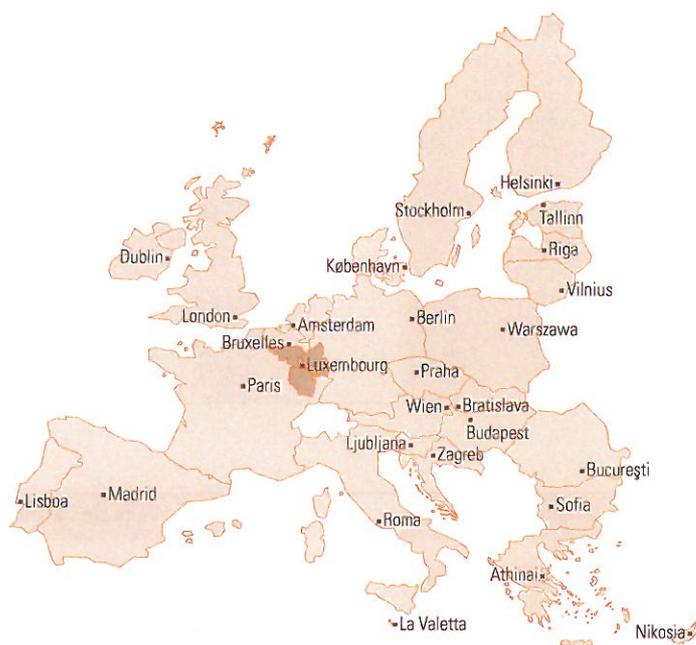 Helsinki
Stockholm
Tallinn
Riga
Dublin
København
Vilnius
London
Amsterdam
Berlin
Warszawa
Bruxelles
Luxembourg
Praha
Paris
Wien
Bratislava
Budapest
Ljubljana
Zagreb
Bucureşti
Lisboa
Madrid
Sofia
Roma
Athinai
La Valetta
Nikosia